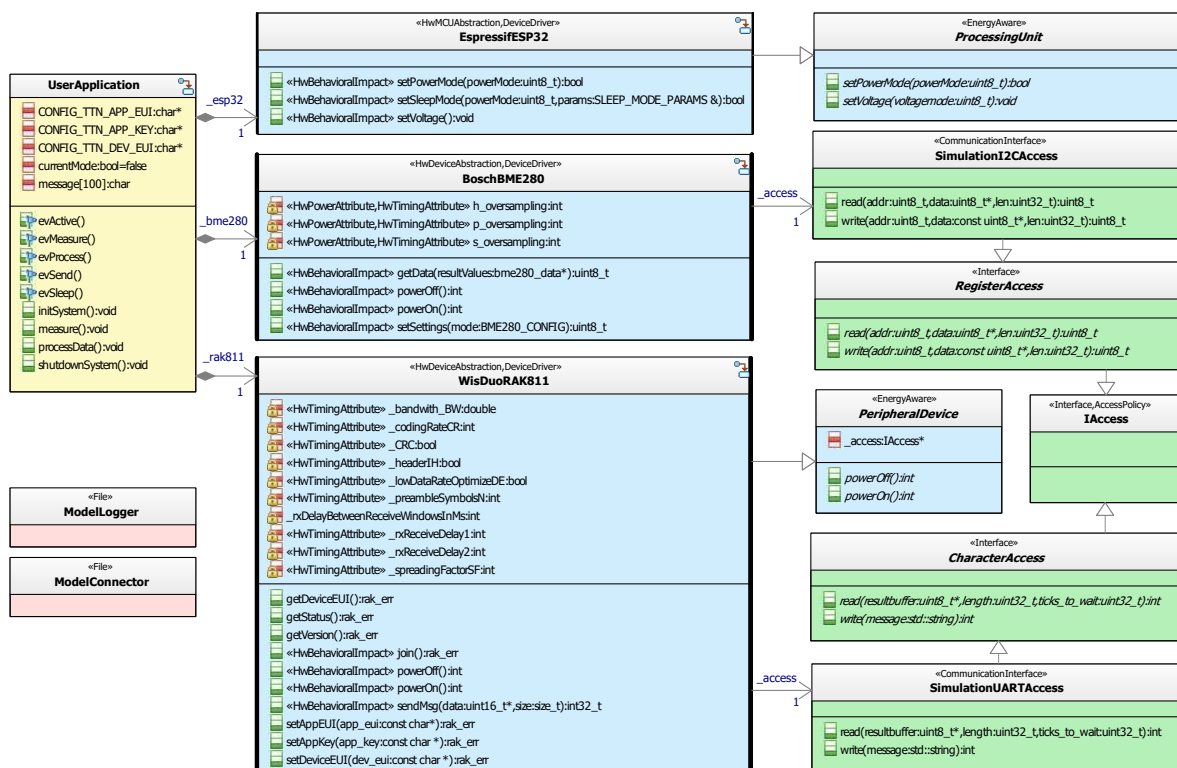 UserApplication
CONFIG_TTN_APP_EUI:char*
CONFIG_TTN_APP_KEY:char*
CONFIG_TTN_DEV_EUI:char*
currentMode:bool=false
message[100]:char
evActive()
evMeasure()
evProcess()
evSend()
evSleep()
initSystem():void
measure():void
processData():void
shutdownSystem():void
_esp32
1
_bme280
1
_rak811
1
«File»
ModelLogger
«File»
ModelConnector
«HwMCUAbstraction,DeviceDriver»
EspressifESP32
«HwBehavioralImpact» setPowerMode(powerMode:uint8_t):bool
«HwBehavioralImpact» setSleepMode(powerMode:uint8_t,params:SLEEP_MODE_PARAMS &):bool
«HwBehavioralImpact» setVoltage():void
«HwDeviceAbstraction,DeviceDriver»
BoschBME280
«HwPowerAttribute,HwTimingAttribute» h_oversampling:int
«HwPowerAttribute,HwTimingAttribute» p_oversampling:int
«HwPowerAttribute,HwTimingAttribute» s_oversampling:int
«HwBehavioralImpact» getData(resultValues:bme280_data*):uint8_t
«HwBehavioralImpact» powerOff():int
«HwBehavioralImpact» powerOn():int
«HwBehavioralImpact» setSettings(mode:BME280_CONFIG):uint8_t
«HwDeviceAbstraction,DeviceDriver»
WisDuoRAK811
«HwTimingAttribute» _bandwith_BW:double
«HwTimingAttribute» _codingRateCR:int
«HwTimingAttribute» _CRC:bool
«HwTimingAttribute» _headerIH:bool
«HwTimingAttribute» _lowDataRateOptimizeDE:bool
«HwTimingAttribute» _preambleSymbolsN:int
_rxDelayBetweenReceiveWindowsInMs:int
«HwTimingAttribute» _rxReceiveDelay1:int
«HwTimingAttribute» _rxReceiveDelay2:int
«HwTimingAttribute» _spreadingFactorSF:int
getDeviceEUI():rak_err
getStatus():rak_err
getVersion():rak_err
«HwBehavioralImpact» join():rak_err
«HwBehavioralImpact» powerOff():int
«HwBehavioralImpact» powerOn():int
«HwBehavioralImpact» sendMsg(data:uint16_t*,size:size_t):int32_t
setAppEUI(app_eui:const char*):rak_err
setAppKey(app_key:const char *):rak_err
setDeviceEUI(dev_eui:const char *):rak_err
_access
1
_access
1
«EnergyAware»
ProcessingUnit
setPowerMode(powerMode:uint8_t):bool
setVoltage(voltagemode:uint8_t):void
«CommunicationInterface»
SimulationI2CAccess
read(addr:uint8_t,data:uint8_t*,len:uint32_t):uint8_t
write(addr:uint8_t,data:const uint8_t*,len:uint32_t):uint8_t
«Interface»
RegisterAccess
read(addr:uint8_t,data:uint8_t*,len:uint32_t):uint8_t
write(addr:uint8_t,data:const uint8_t*,len:uint32_t):uint8_t
«EnergyAware»
PeripheralDevice
_access:IAccess*
powerOff():int
powerOn():int
«Interface,AccessPolicy»
IAccess
«Interface»
CharacterAccess
read(resultbuffer:uint8_t*,length:uint32_t,ticks_to_wait:uint32_t):int
write(message:std::string):int
«CommunicationInterface»
SimulationUARTAccess
read(resultbuffer:uint8_t*,length:uint32_t,ticks_to_wait:uint32_t):int
write(message:std::string):int